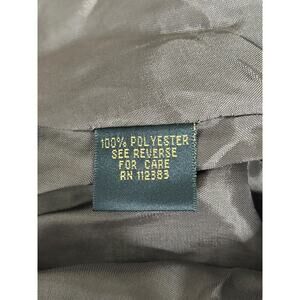 100% POLYESTER
SEE REVERSE
FOR CARE
RN 112383